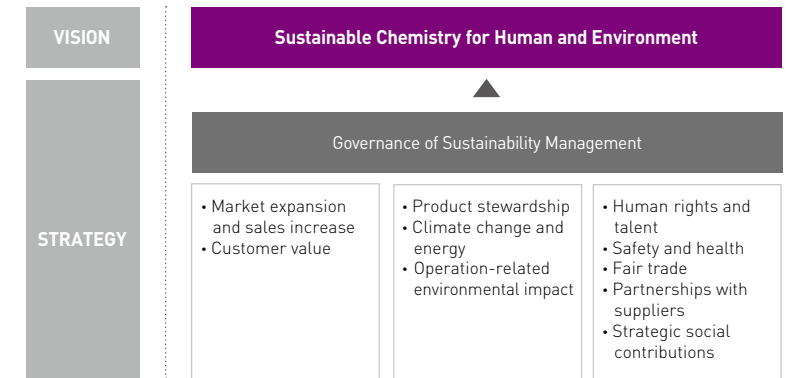 VISION
Sustainable Chemistry for Human and Environment
STRATEGY
Governance of Sustainability Management
• Market expansion
and sales increase
• Customer value
• Product stewardship
• Climate change and
energy
• Operation-related
environmental impact
• Human rights and
talent
• Safety and health
• Fair trade
• Partnerships with
suppliers
• Strategic social
contributions